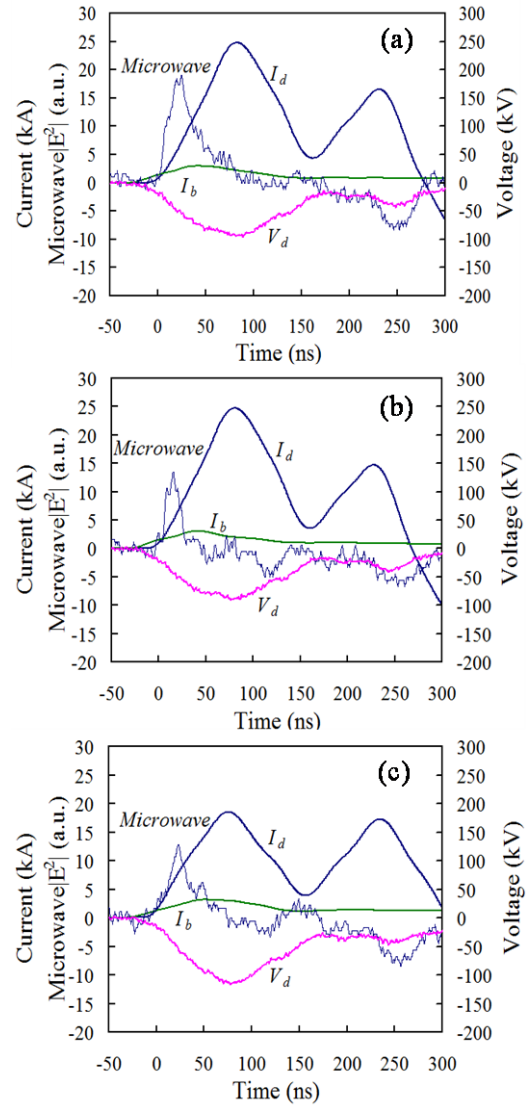 (a)
Current (kA)
Microwave|E²| (a.u.)
Voltage (kV)
30
25
20
15
10
5
0
-5
-10
-15
-20
300
250
200
150
100
50
0
-50
-100
-150
-200
Microwave
I_d
I_b
V_d
-50 0 50 100 150 200 250 300
Time (ns)
(b)
Current (kA)
Microwave|E²| (a.u.)
Voltage (kV)
30
25
20
15
10
5
0
-5
-10
-15
-20
300
250
200
150
100
50
0
-50
-100
-150
-200
Microwave
I_d
I_b
V_d
-50 0 50 100 150 200 250 300
Time (ns)
(c)
Current (kA)
Microwave|E²| (a.u.)
Voltage (kV)
30
25
20
15
10
5
0
-5
-10
-15
-20
300
250
200
150
100
50
0
-50
-100
-150
-200
Microwave
I_d
I_b
V_d
-50 0 50 100 150 200 250 300
Time (ns)